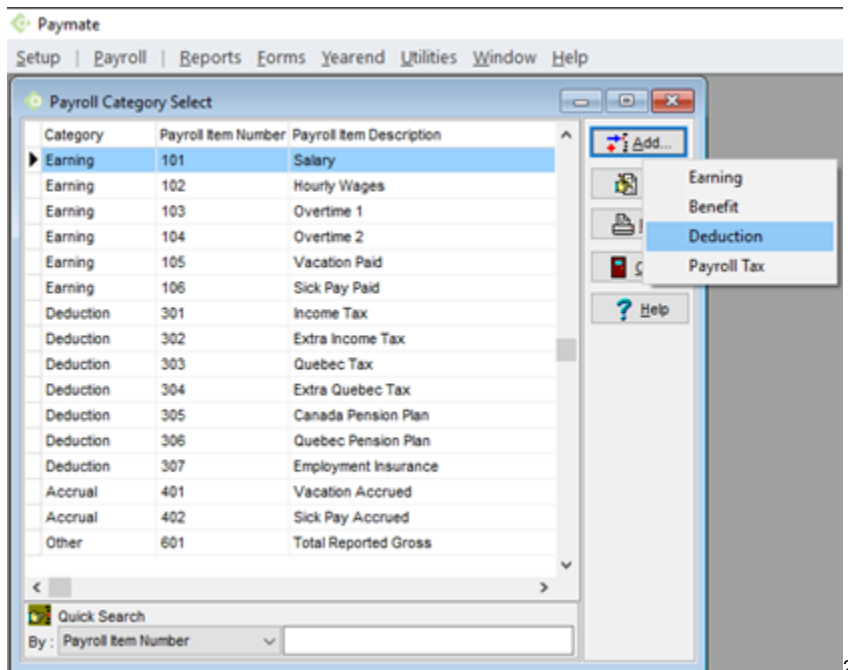 Paymate
Setup | Payroll | Reports Forms Yearend Utilities Window Help
Payroll Category Select
Category Payroll Item Number Payroll Item Description
Add...
Earning 101 Salary
Earning 102 Hourly Wages
Earning 103 Overtime 1
Earning 104 Overtime 2
Earning 105 Vacation Paid
Earning 106 Sick Pay Paid
Deduction 301 Income Tax
Deduction 302 Extra Income Tax
Deduction 303 Quebec Tax
Deduction 304 Extra Quebec Tax
Deduction 305 Canada Pension Plan
Deduction 306 Quebec Pension Plan
Deduction 307 Employment Insurance
Accrual 401 Vacation Accrued
Accrual 402 Sick Pay Accrued
Other 601 Total Reported Gross
Earning
Benefit
Deduction
Payroll Tax
Help
Quick Search
By : Payroll Item Number